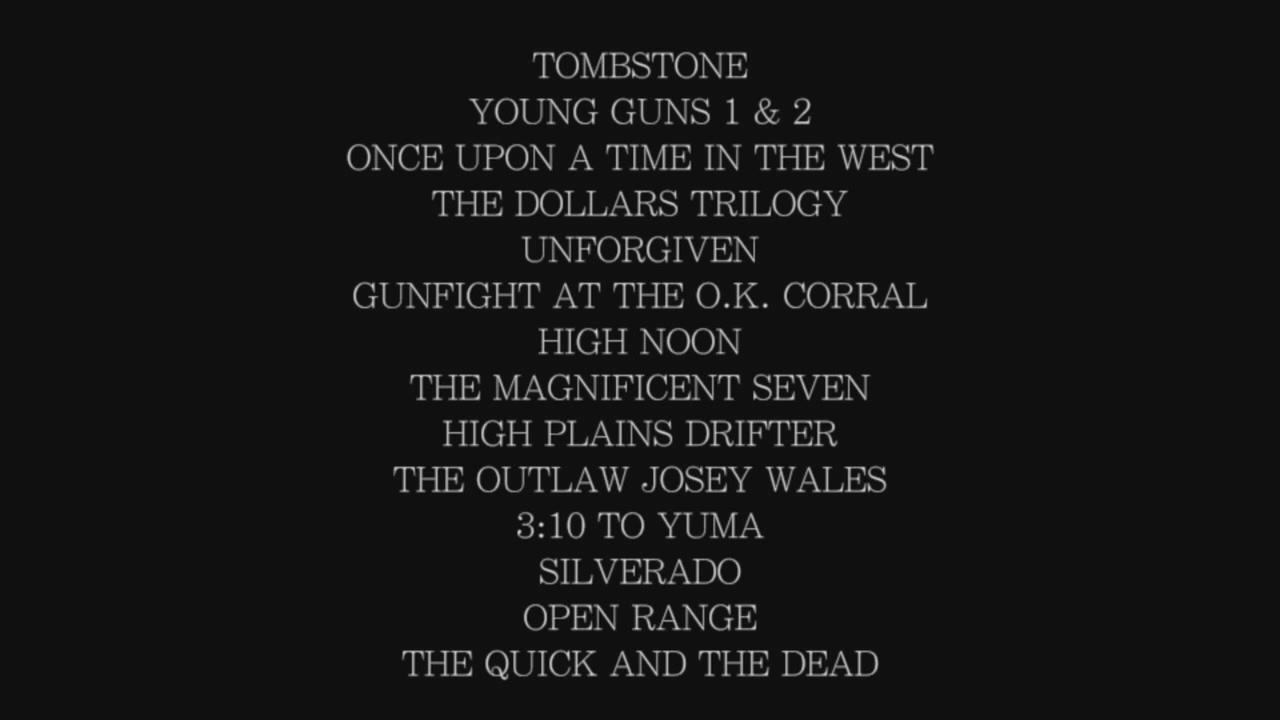 TOMBSTONE
YOUNG GUNS 1 & 2
ONCE UPON A TIME IN THE WEST
THE DOLLARS TRILOGY
UNFORGIVEN
GUNFIGHT AT THE O.K. CORRAL
HIGH NOON
THE MAGNIFICENT SEVEN
HIGH PLAINS DRIFTER
THE OUTLAW JOSEY WALES
3:10 TO YUMA
SILVERADO
OPEN RANGE
THE QUICK AND THE DEAD